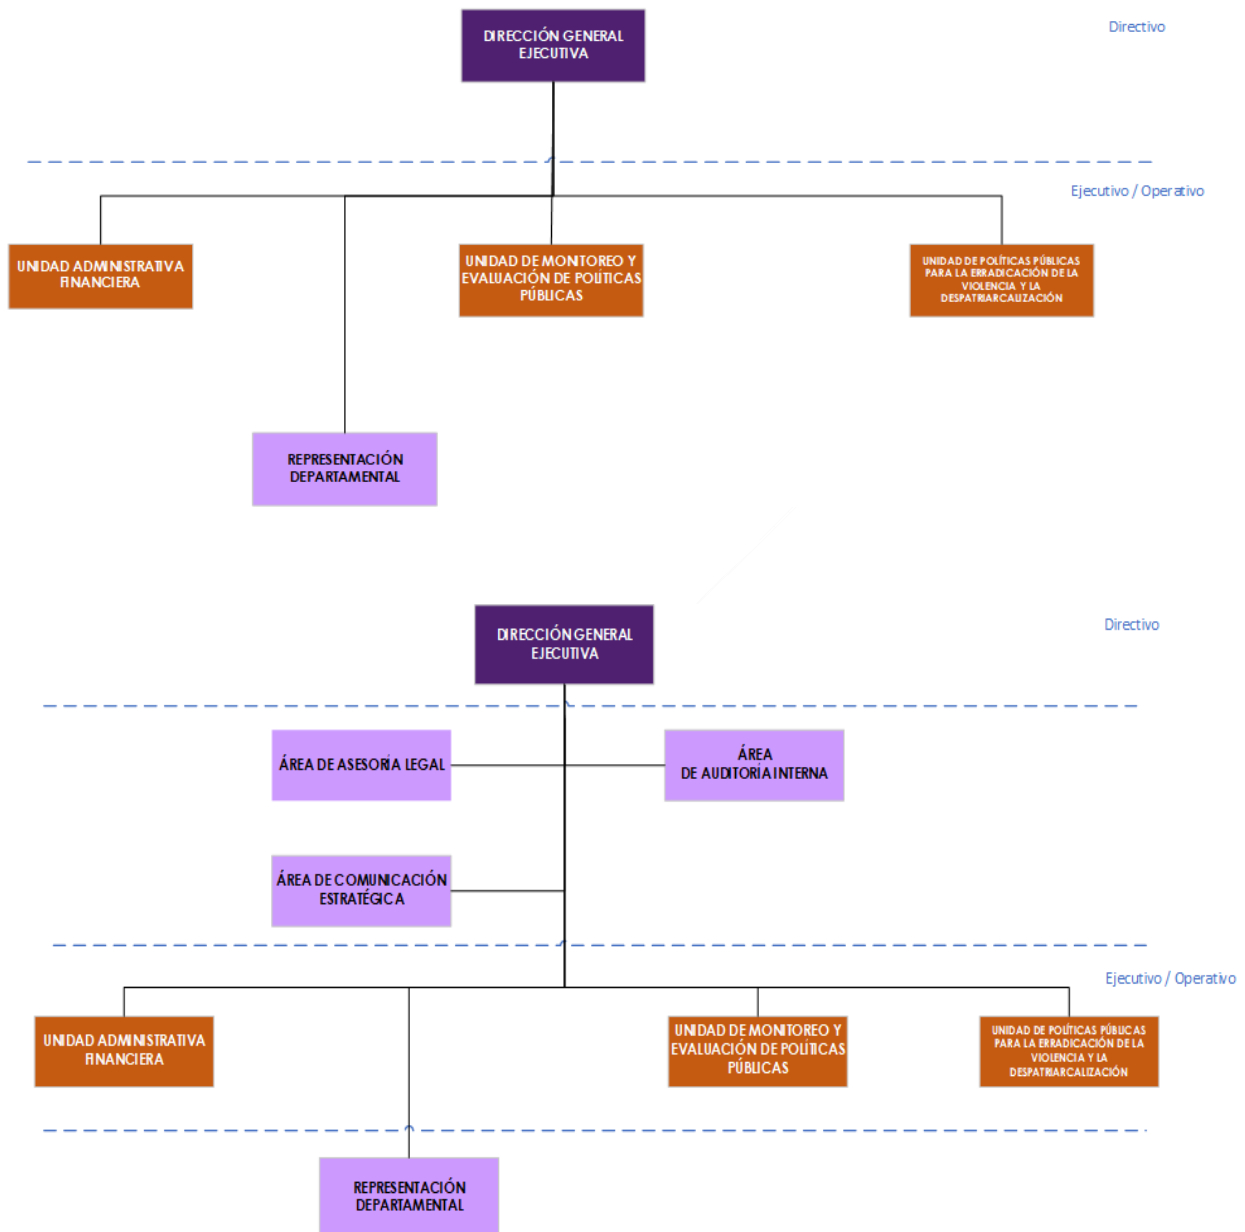 DIRECCIÓN GENERAL
EJECUTIVA
Directivo
Ejecutivo / Operativo
UNIDAD ADMINISTRATIVA
FINANCIERA
UNIDAD DE MONITOREO Y
EVALUACIÓN DE POLÍTICAS
PÚBLICAS
UNIDAD DE POLÍTICAS PÚBLICAS
PARA LA ERRADICACIÓN DE LA
VIOLENCIA Y LA
DESPATRIARCALIZACIÓN
REPRESENTACIÓN
DEPARTAMENTAL
DIRECCIÓN GENERAL
EJECUTIVA
Directivo
ÁREA DE ASESORÍA LEGAL
ÁREA
DE AUDITORÍA INTERNA
ÁREA DE COMUNICACIÓN
ESTRATÉGICA
Ejecutivo / Operativo
UNIDAD ADMINISTRATIVA
FINANCIERA
UNIDAD DE MONITOREO Y
EVALUACIÓN DE POLÍTICAS
PÚBLICAS
UNIDAD DE POLÍTICAS PÚBLICAS
PARA LA ERRADICACIÓN DE LA
VIOLENCIA Y LA
DESPATRIARCALIZACIÓN
REPRESENTACIÓN
DEPARTAMENTAL